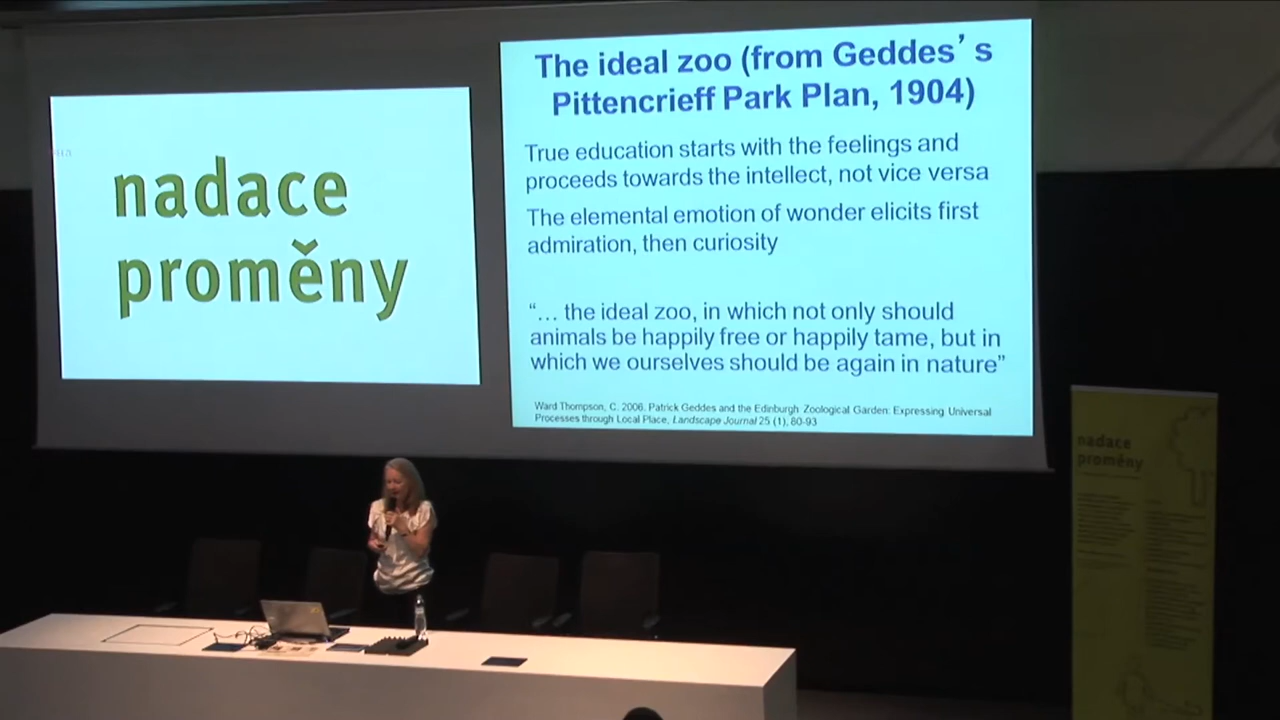 nadace
proměny
The ideal zoo (from Geddes’s
Pittencrieff Park Plan, 1904)
True education starts with the feelings and
proceeds towards the intellect, not vice versa
The elemental emotion of wonder elicits first
admiration, then curiosity
“… the ideal zoo, in which not only should
animals be happily free or happily tame, but in
which we ourselves should be again in nature”
Ward Thompson, C. 2006. Patrick Geddes and the Edinburgh Zoological Garden: Expressing Universal
Processes through Local Place, Landscape Journal 25 (1), 80-93
nadace
proměny